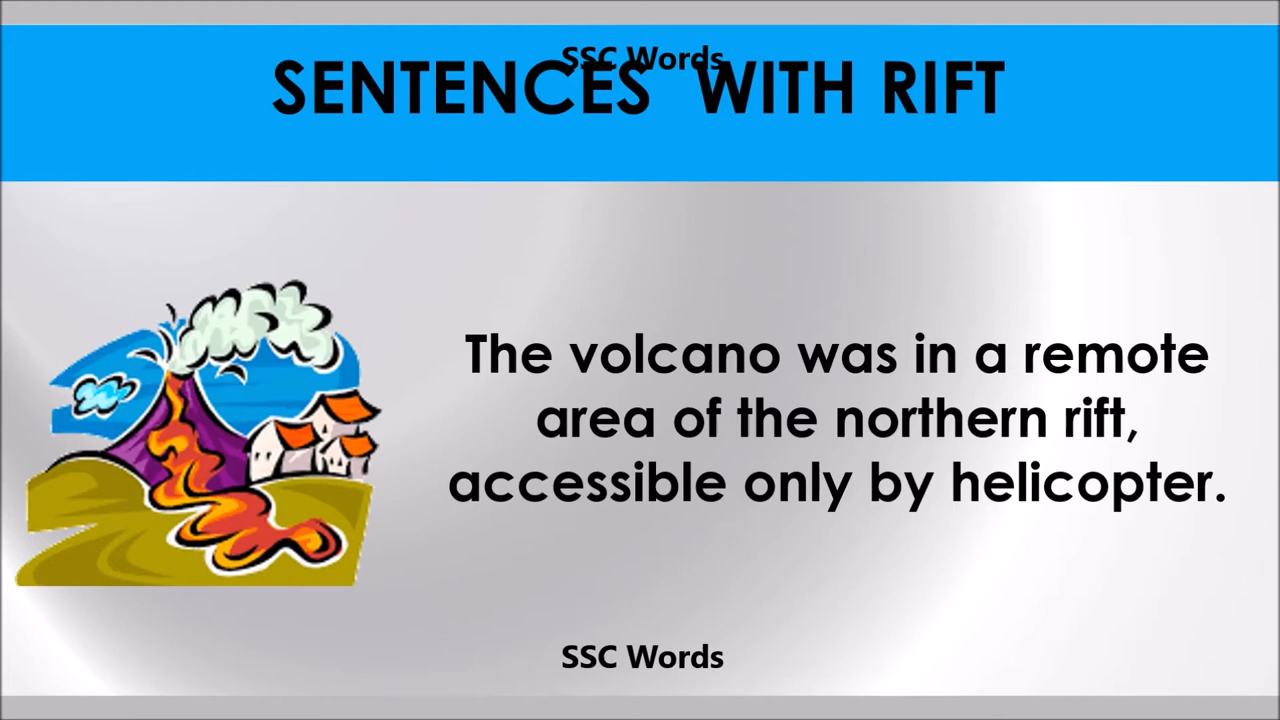 SSC Words
SENTENCES WITH RIFT
The volcano was in a remote
area of the northern rift,
accessible only by helicopter.
SSC Words